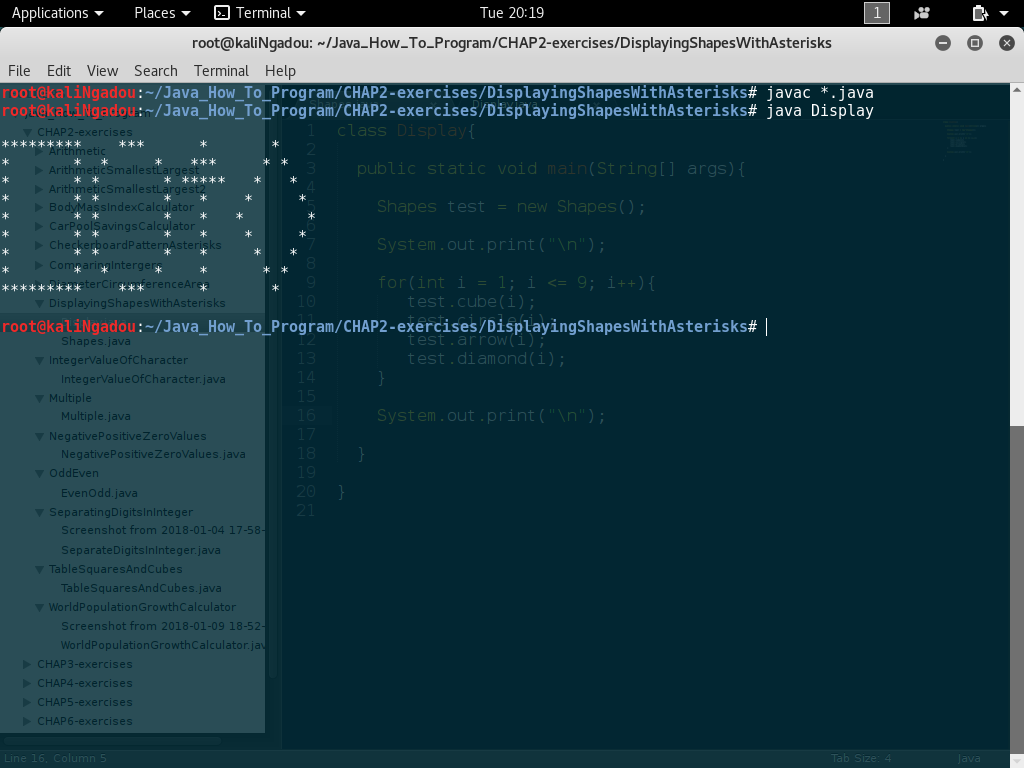 Applications Places Terminal Tue 20:19 1
root@kaliNgadou: ~/Java_How_To_Program/CHAP2-exercises/DisplayingShapesWithAsterisks
File Edit View Search Terminal Help
root@kaliNgadou:~/Java_How_To_Program/CHAP2-exercises/DisplayingShapesWithAsterisks# javac *.java
root@kaliNgadou:~/Java_How_To_Program/CHAP2-exercises/DisplayingShapesWithAsterisks# java Display
*********    ***      *       *
*       *  *     *     *   ***     * *
*       * *       * *****   *   *
*       * *       *   *    *     *
*       * *       *   *   *       *
*       * *       *   *    *     *
*       * *       *   *     *   *
*       *  *     *    *      * *
*********    ***      *       *
root@kaliNgadou:~/Java_How_To_Program/CHAP2-exercises/DisplayingShapesWithAsterisks#
CHAP2-exercises
Arithmetic
ArithmeticSmallestLargest
ArithmeticSmallestLargest2
BodyMassIndexCalculator
CarPoolSavingsCalculator
CheckerboardPatternAsterisks
ComparingIntergers
DiameterCircumferenceArea
DisplayingShapesWithAsterisks
Shapes.java
IntegerValueOfCharacter
IntegerValueOfCharacter.java
Multiple
Multiple.java
NegativePositiveZeroValues
NegativePositiveZeroValues.java
OddEven
EvenOdd.java
SeparatingDigitsInInteger
Screenshot from 2018-01-04 17-58-
SeparateDigitsInInteger.java
TableSquaresAndCubes
TableSquaresAndCubes.java
WorldPopulationGrowthCalculator
Screenshot from 2018-01-09 18-52-
WorldPopulationGrowthCalculator.jav
CHAP3-exercises
CHAP4-exercises
CHAP5-exercises
CHAP6-exercises
1 class Display{
2
3 public static void main(String[] args){
4
5 Shapes test = new Shapes();
6
7 System.out.print("\n");
8
9 for(int i = 1; i <= 9; i++){
10 test.cube(i);
11 test.circle(i);
12 test.arrow(i);
13 test.diamond(i);
14 }
15
16 System.out.print("\n");
17
18 }
19
20 }
21
Line 16, Column 5 Tab Size: 4 Java